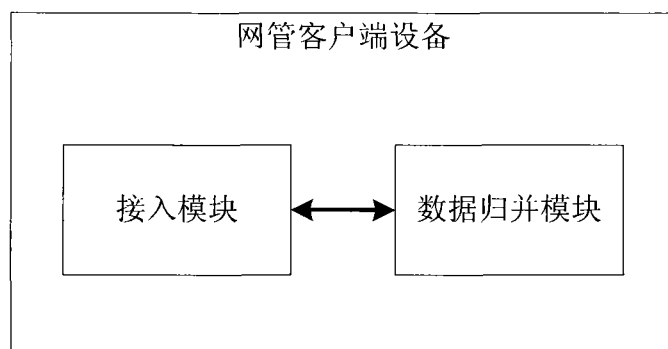 网管客户端设备
接入模块
数据归并模块